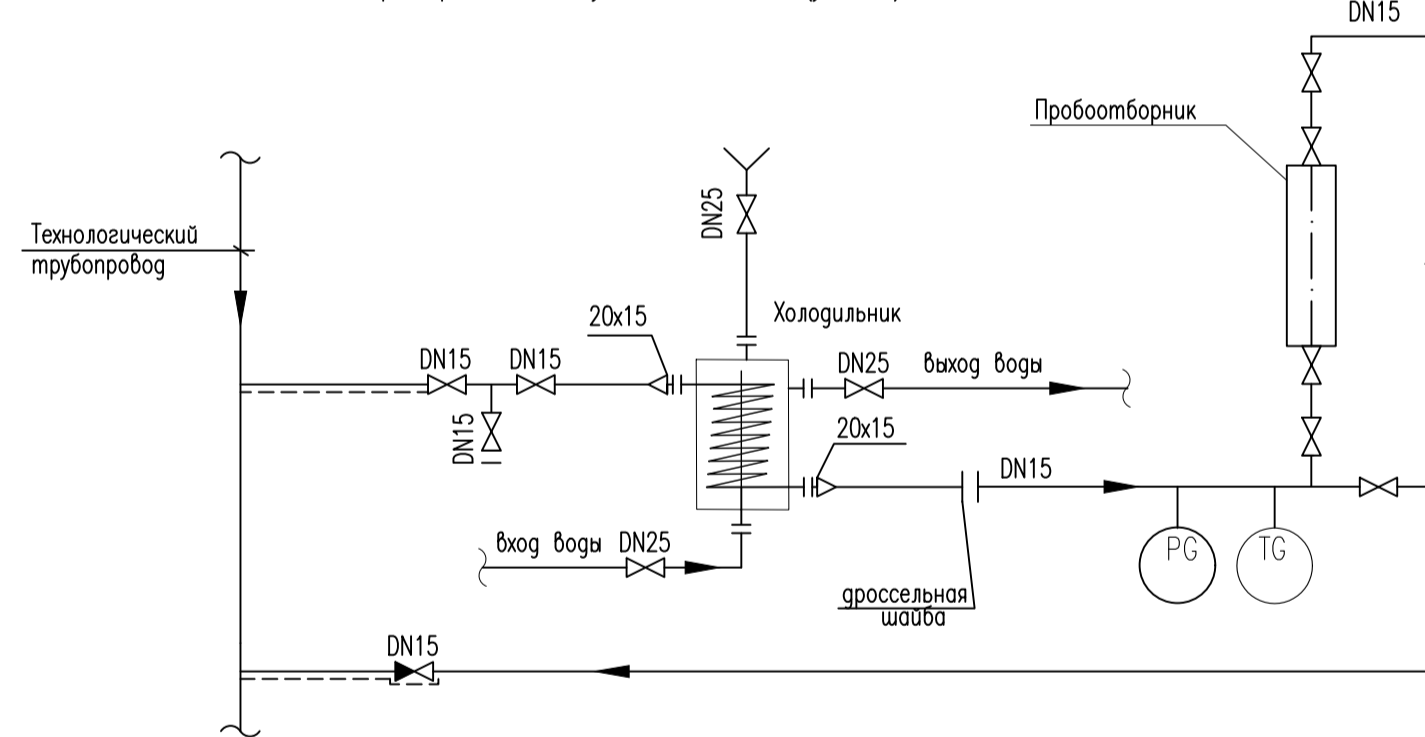 DN15
Пробоотборник
DN25
Технологический
трубопровод
20x15
Холодильник
DN15
DN15
DN25
выход воды
DN15
20x15
DN15
вход воды
DN25
PG
TG
дроссельная
шайба
DN15